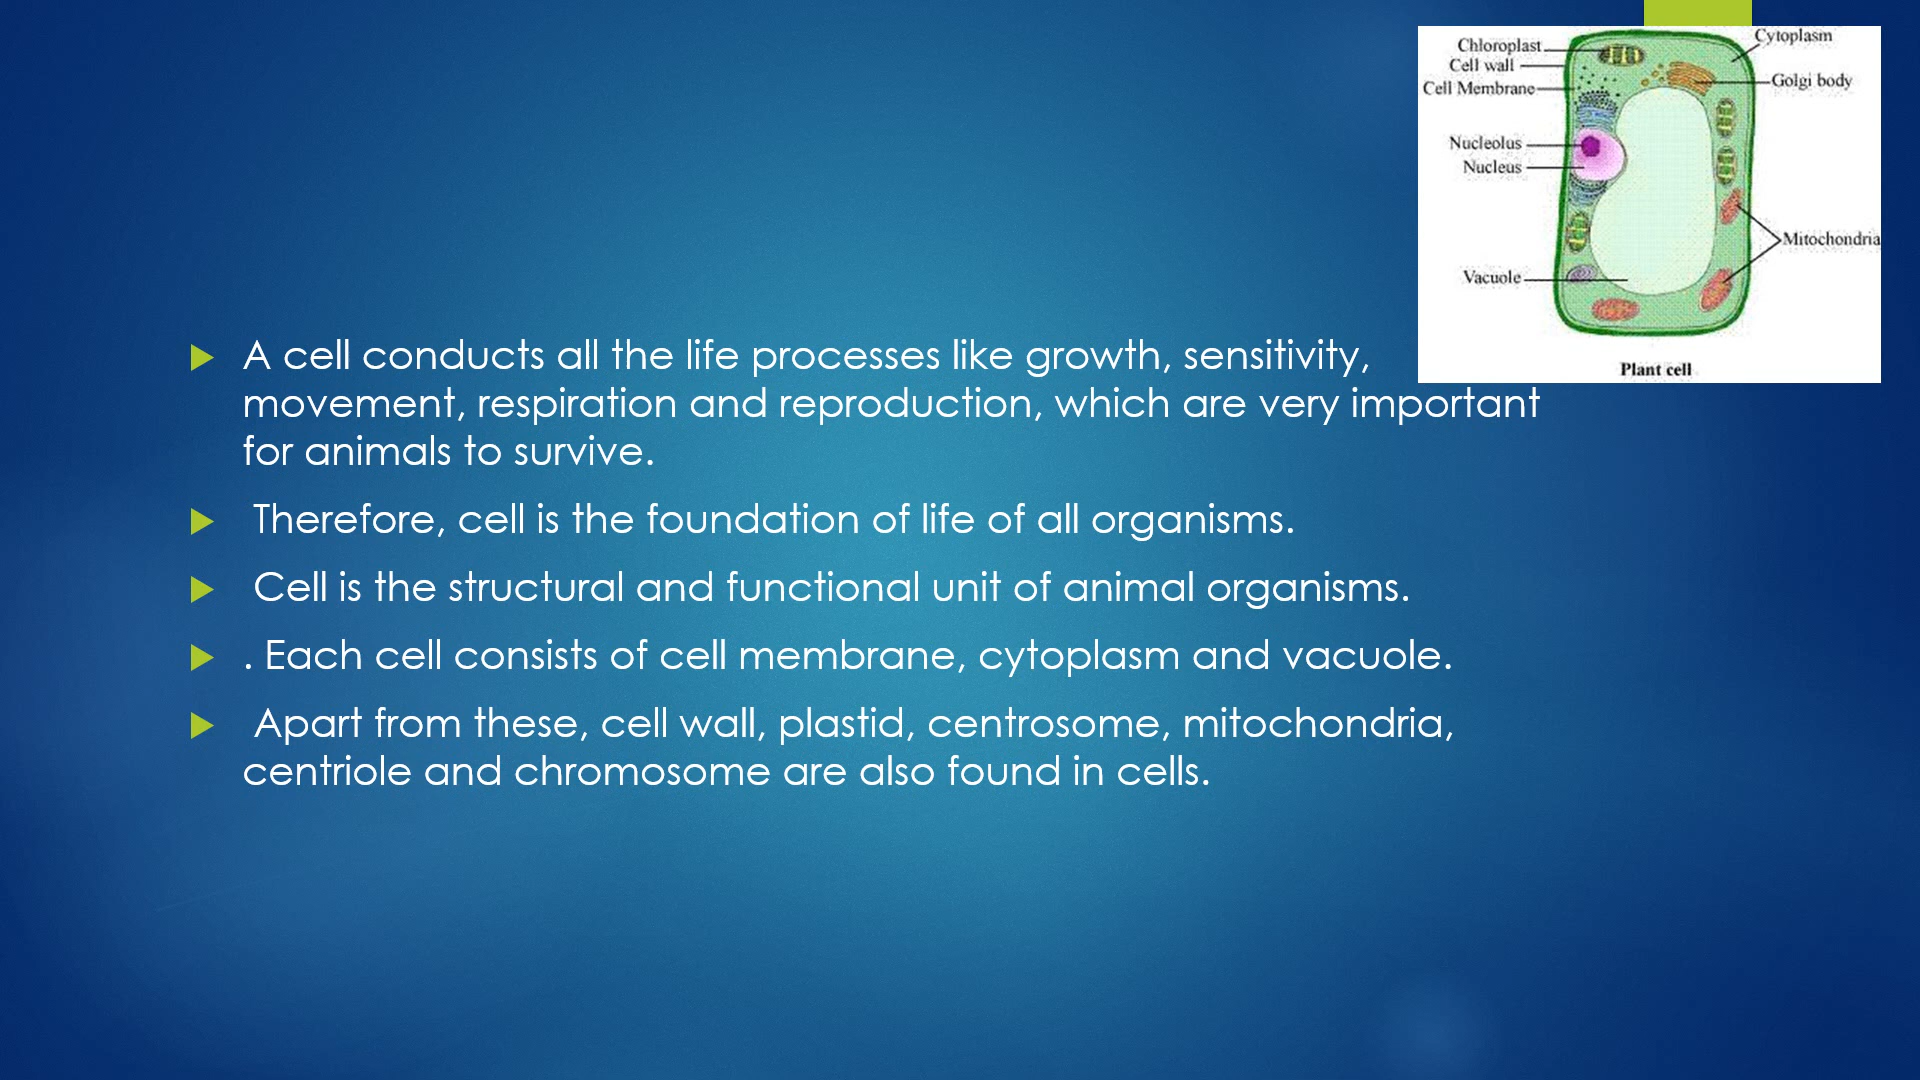 Chloroplast
Cell wall
Cell Membrane
Nucleolus
Nucleus
Vacuole
Cytoplasm
Golgi body
Mitochondria
Plant cell
A cell conducts all the life processes like growth, sensitivity,
movement, respiration and reproduction, which are very important
for animals to survive.
Therefore, cell is the foundation of life of all organisms.
Cell is the structural and functional unit of animal organisms.
. Each cell consists of cell membrane, cytoplasm and vacuole.
Apart from these, cell wall, plastid, centrosome, mitochondria,
centriole and chromosome are also found in cells.